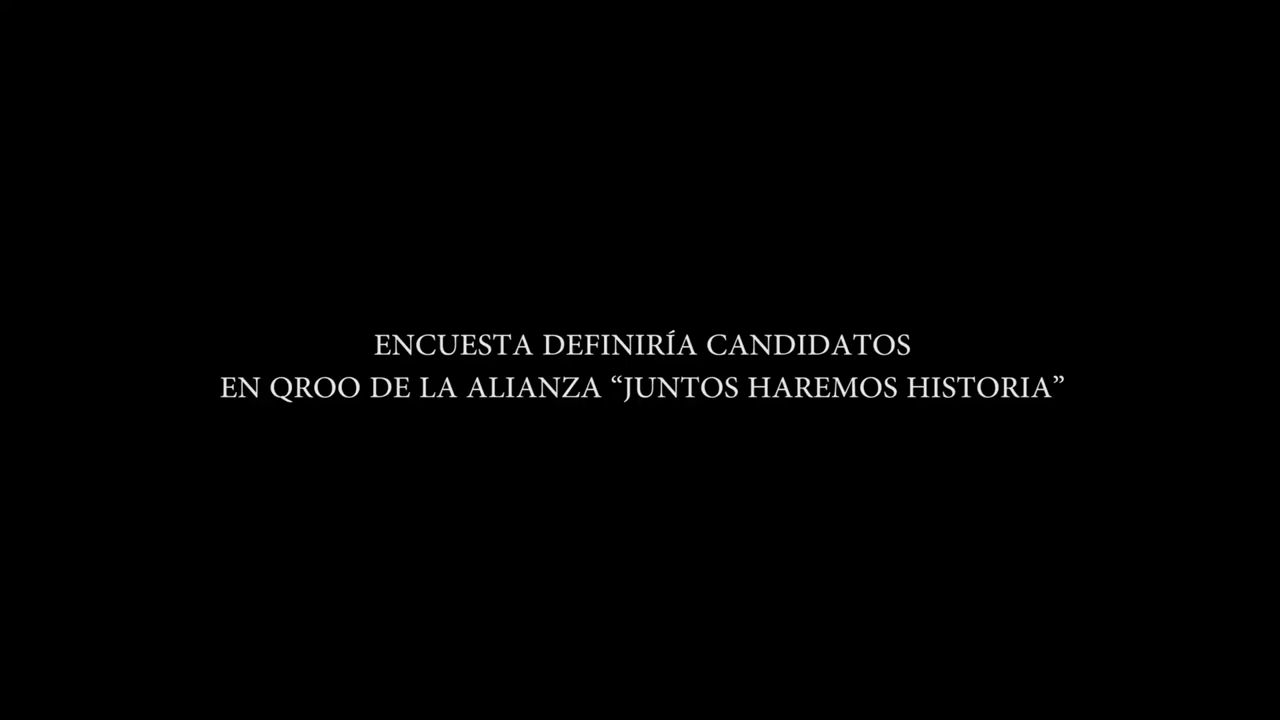 ENCUESTA DEFINIRÍA CANDIDATOS
EN QROO DE LA ALIANZA “JUNTOS HAREMOS HISTORIA”